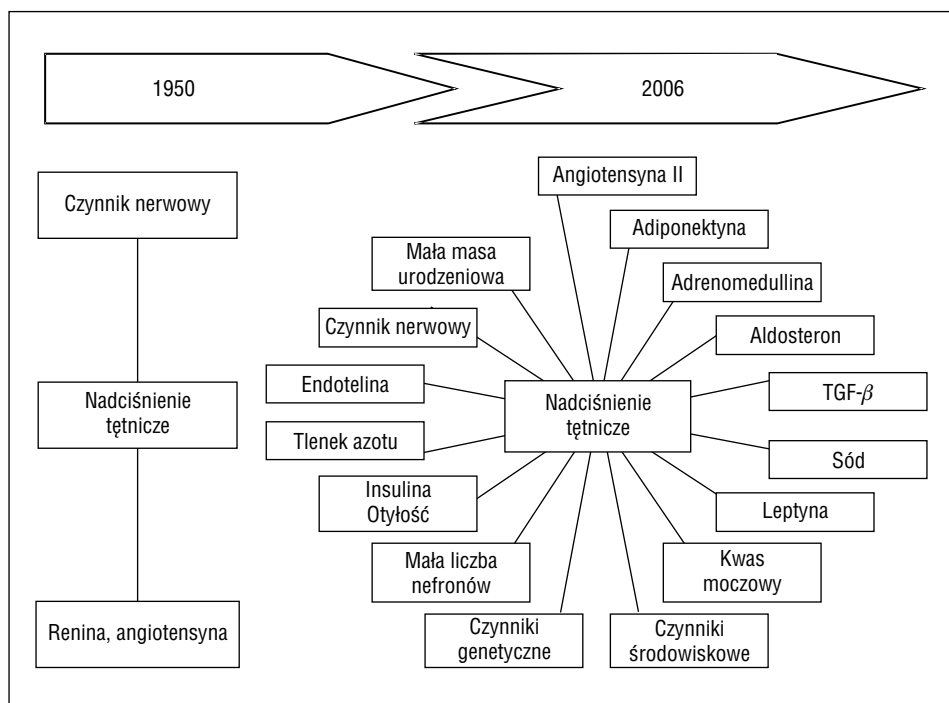 1950
2006
Czynnik nerwowy
Nadciśnienie
tętnicze
Renina, angiotensyna
Angiotensyna II
Adiponektyna
Adrenomedullina
Aldosteron
TGF-β
Sód
Leptyna
Kwas
moczowy
Czynniki
środowiskowe
Czynniki
genetyczne
Mała liczba
nefronów
Insulina
Otyłość
Tlenek azotu
Endotelina
Czynnik nerwowy
Mała masa
urodzeniowa
Nadciśnienie
tętnicze